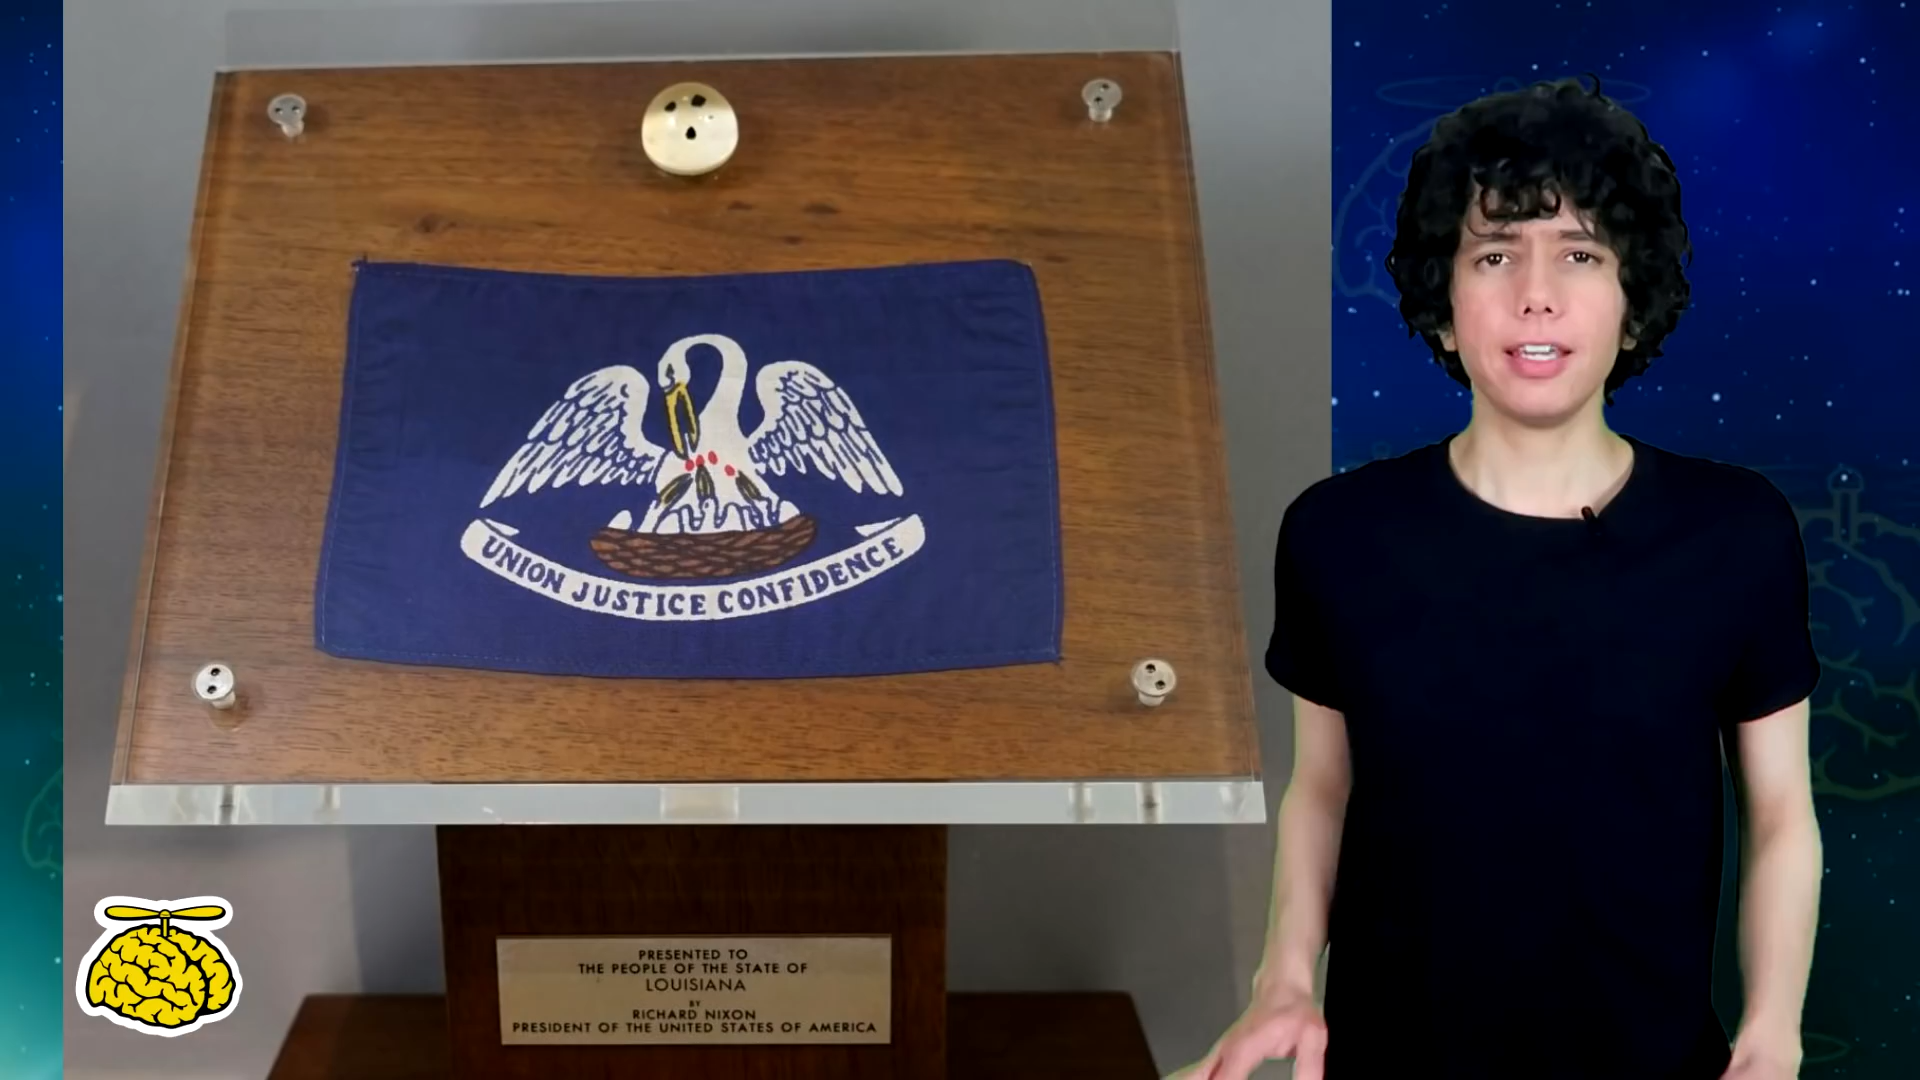 UNION JUSTICE CONFIDENCE
PRESENTED TO
THE PEOPLE OF THE STATE OF
LOUISIANA
BY
RICHARD NIXON
PRESIDENT OF THE UNITED STATES OF AMERICA